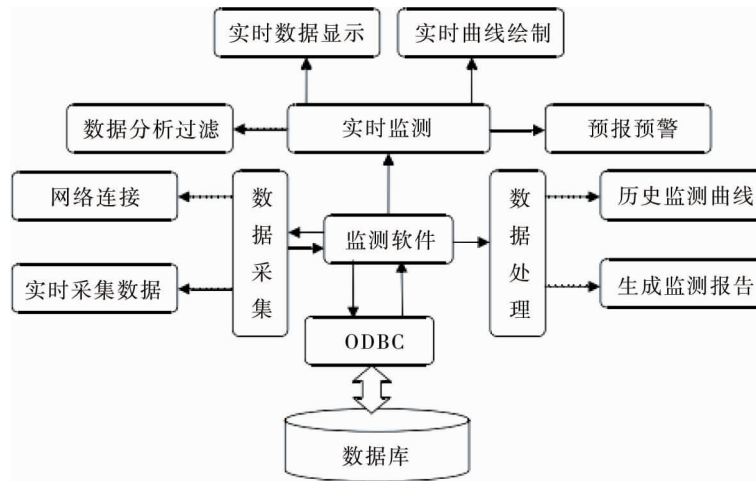 实时数据显示
实时曲线绘制
数据分析过滤
实时监测
预报预警
网络连接
数据采集
监测软件
数据处理
历史监测曲线
实时采集数据
生成监测报告
ODBC
数据库